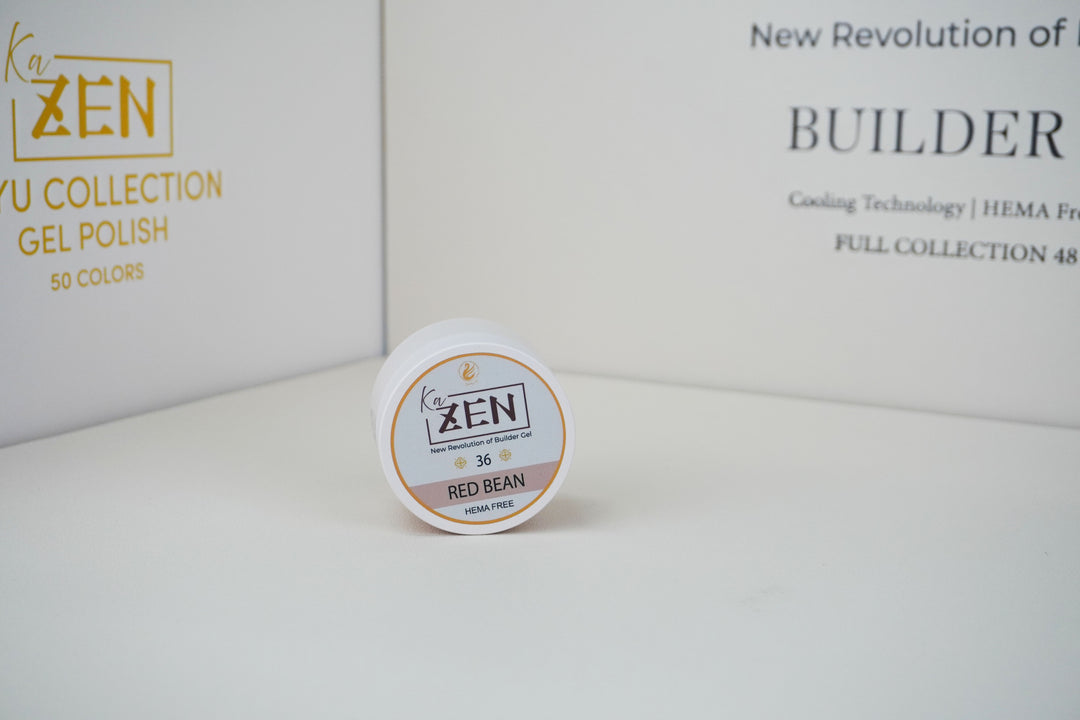 Ka
ZEN
YU COLLECTION
GEL POLISH
50 COLORS
New Revolution of
BUILDER
Cooling Technology | HEMA Fre
FULL COLLECTION 48
Ka
ZEN
New Revolution of Builder Gel
36
RED BEAN
HEMA FREE